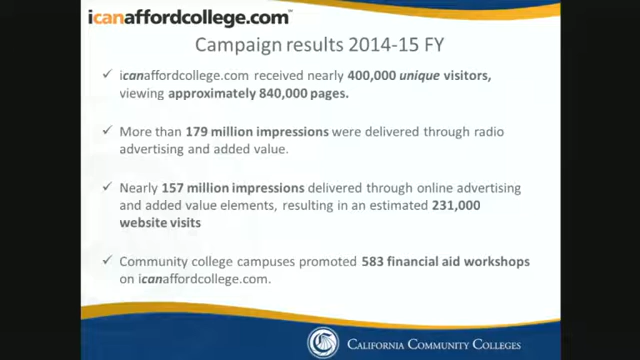 icanaffordcollege.com™
Campaign results 2014-15 FY
✓ icanaffordcollege.com received nearly 400,000 unique visitors,
viewing approximately 840,000 pages.
✓ More than 179 million impressions were delivered through radio
advertising and added value.
✓ Nearly 157 million impressions delivered through online advertising
and added value elements, resulting in an estimated 231,000
website visits
✓ Community college campuses promoted 583 financial aid workshops
on icanaffordcollege.com.
CALIFORNIA COMMUNITY COLLEGES